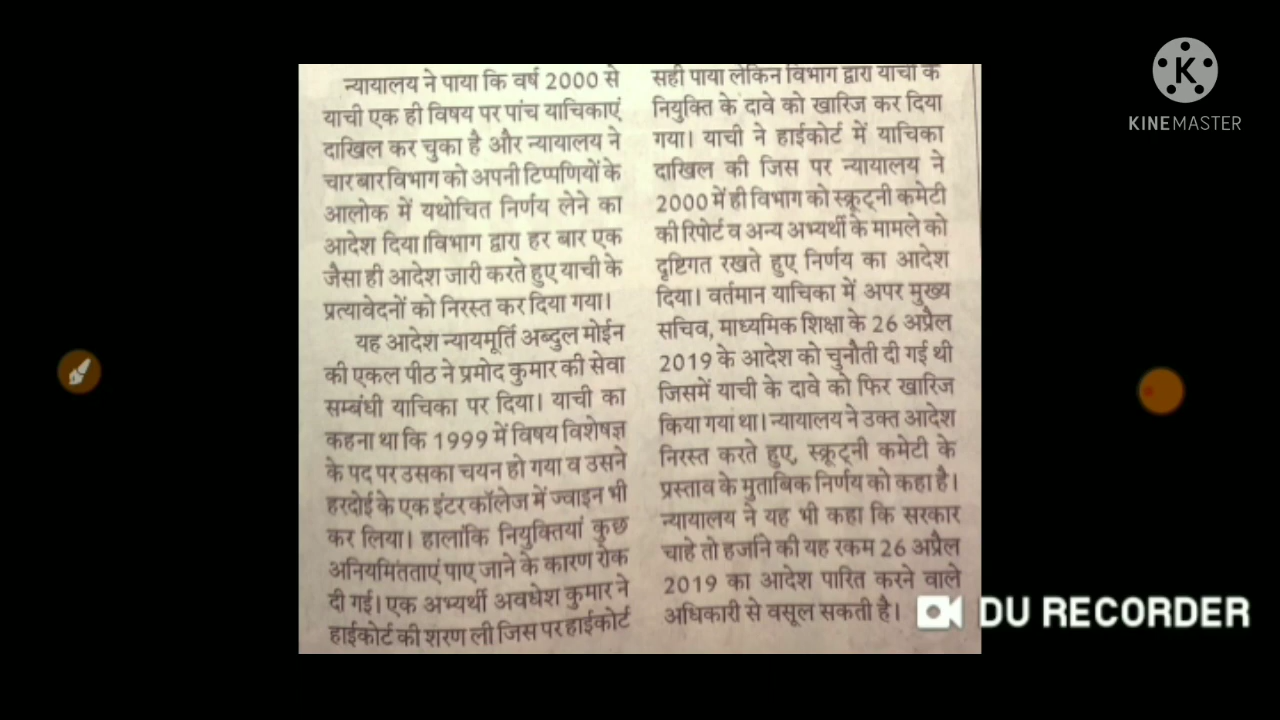 न्यायालय ने पाया कि वर्ष 2000 से
याची एक ही विषय पर पांच याचिकाएं
दाखिल कर चुका है और न्यायालय ने
चार बार विभाग को अपनी टिप्पणियों के
आलोक में यथोचित निर्णय लेने का
आदेश दिया।विभाग द्वारा हर बार एक
जैसा ही आदेश जारी करते हुए याची के
प्रत्यावेदनों को निरस्त कर दिया गया।
यह आदेश न्यायमूर्ति अब्दुल मोईन
की एकल पीठ ने प्रमोद कुमार की सेवा
सम्बंधी याचिका पर दिया। याची का
कहना था कि 1999 में विषय विशेषज्ञ
के पद पर उसका चयन हो गया व उसने
हरदोई के एक इंटर कॉलेज में ज्वाइन भी
कर लिया। हालांकि नियुक्तियां कुछ
अनियमितताएं पाए जाने के कारण रोक
दी गई। एक अभ्यर्थी अवधेश कुमार ने
हाईकोर्ट की शरण ली जिस पर हाईकोर्ट
सही पाया लेकिन विभाग द्वारा याची के
नियुक्ति के दावे को खारिज कर दिया
गया। याची ने हाईकोर्ट में याचिका
दाखिल की जिस पर न्यायालय ने
2000 में ही विभाग को स्क्रूट्नी कमेटी
की रिपोर्ट व अन्य अभ्यर्थी के मामले को
दृष्टिगत रखते हुए निर्णय का आदेश
दिया। वर्तमान याचिका में अपर मुख्य
सचिव, माध्यमिक शिक्षा के 26 अप्रैल
2019 के आदेश को चुनौती दी गई थी
जिसमें याची के दावे को फिर खारिज
किया गया था। न्यायालय ने उक्त आदेश
निरस्त करते हुए, स्क्रूट्नी कमेटी के
प्रस्ताव के मुताबिक निर्णय को कहा है।
न्यायालय ने यह भी कहा कि सरकार
चाहे तो हर्जाने की यह रकम 26 अप्रैल
2019 का आदेश पारित करने वाले
अधिकारी से वसूल सकती है।
KINEMASTER
DU RECORDER